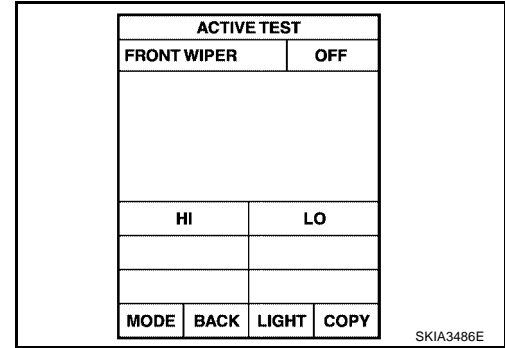 ACTIVE TEST
FRONT WIPER OFF
HI LO
MODE BACK LIGHT COPY
SKIA3486E